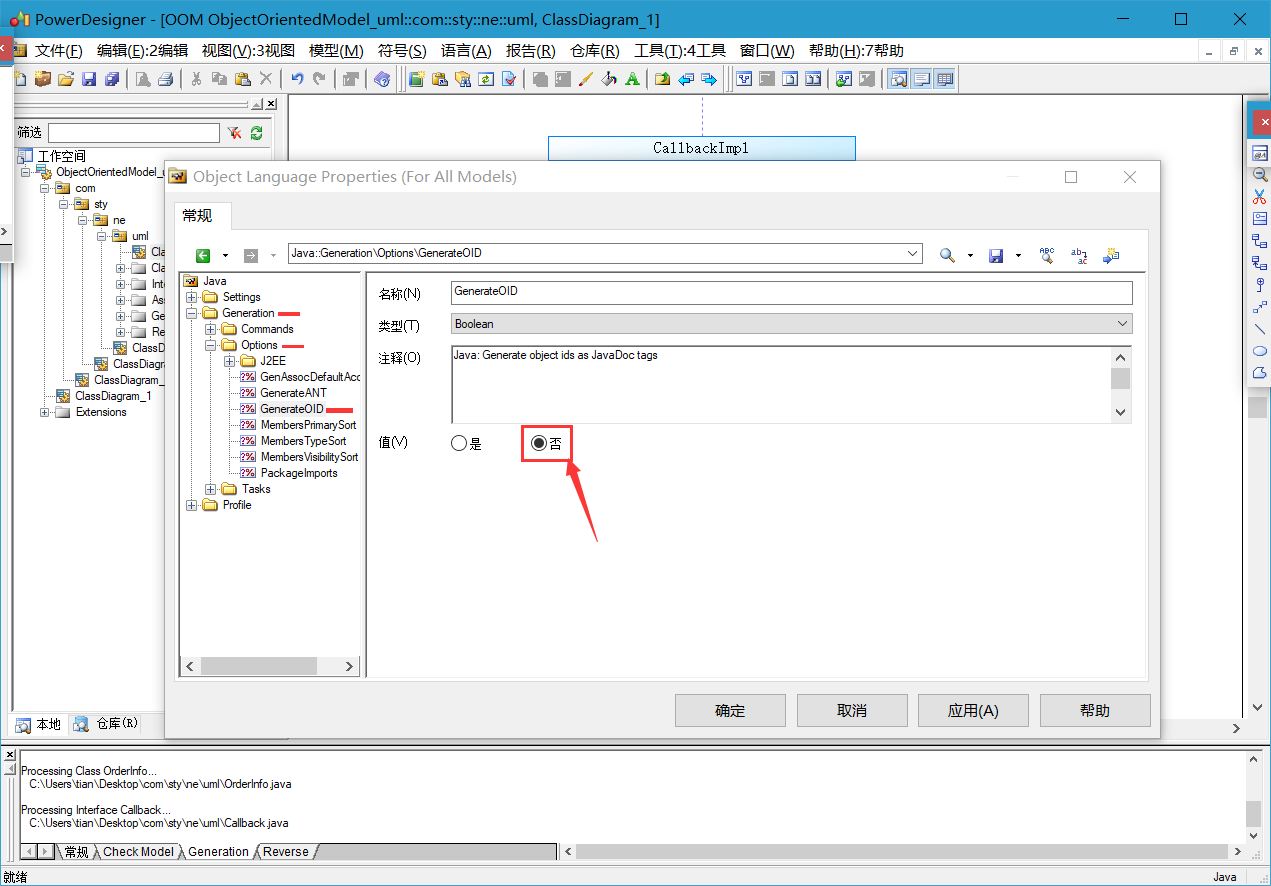 PowerDesigner - [OOM ObjectOrientedModel_uml::com::sty::ne::uml, ClassDiagram_1]
文件(F) 编辑(E):2编辑 视图(V):3视图 模型(M) 符号(S) 语言(A) 报告(R) 仓库(R) 工具(T):4工具 窗口(W) 帮助(H):7帮助
筛选
工作空间
ObjectOrientedModel_u
com
sty
ne
uml
Cla
Cla
Inte
Ass
Ge
Re
ClassD
ClassDiagra
ClassDiagram_
ClassDiagram_1
Extensions
本地 仓库(R)
CallbackImpl
Object Language Properties (For All Models)
常规
Java::Generation\Options\GenerateOID
Java
Settings
Generation
Commands
Options
J2EE
GenAssocDefaultAcc
GenerateANT
GenerateOID
MembersPrimarySort
MembersTypeSort
MembersVisibilitySort
PackageImports
Tasks
Profile
名称(N) GenerateOID
类型(T) Boolean
注释(O) Java: Generate object ids as JavaDoc tags
值(V) 是 否
确定 取消 应用(A) 帮助
Processing Class OrderInfo...
C:\Users\tian\Desktop\com\sty\ne\uml\OrderInfo.java
Processing Interface Callback...
C:\Users\tian\Desktop\com\sty\ne\uml\Callback.java
常规 Check Model Generation Reverse
就绪 Java